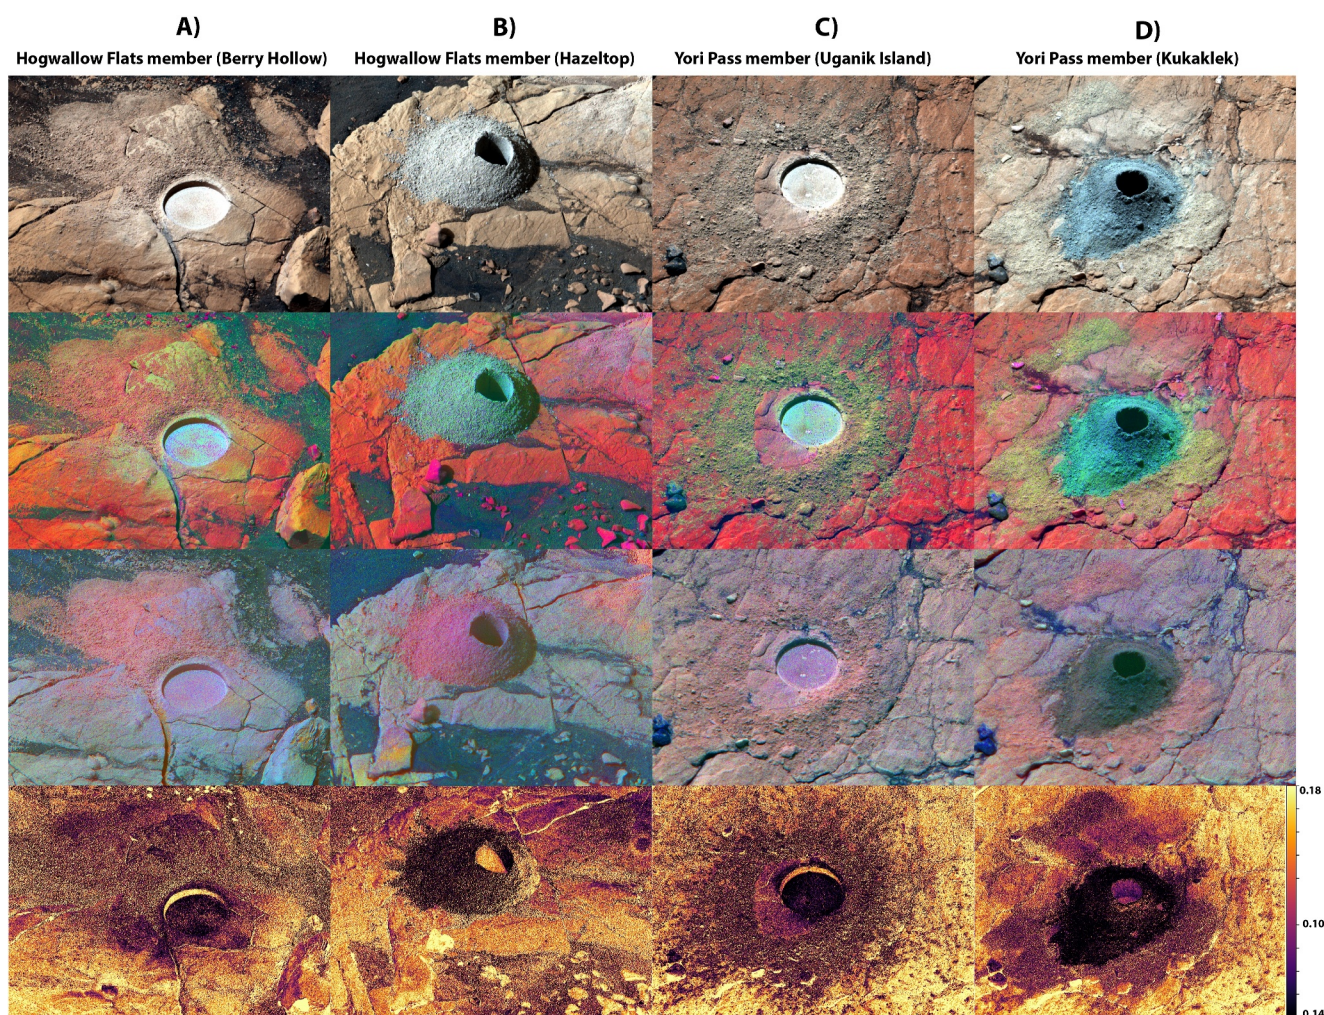 A)
B)
C)
D)
Hogwallow Flats member (Berry Hollow)
Hogwallow Flats member (Hazeltop)
Yori Pass member (Uganik Island)
Yori Pass member (Kukaklek)
0.18
0.10
0.14